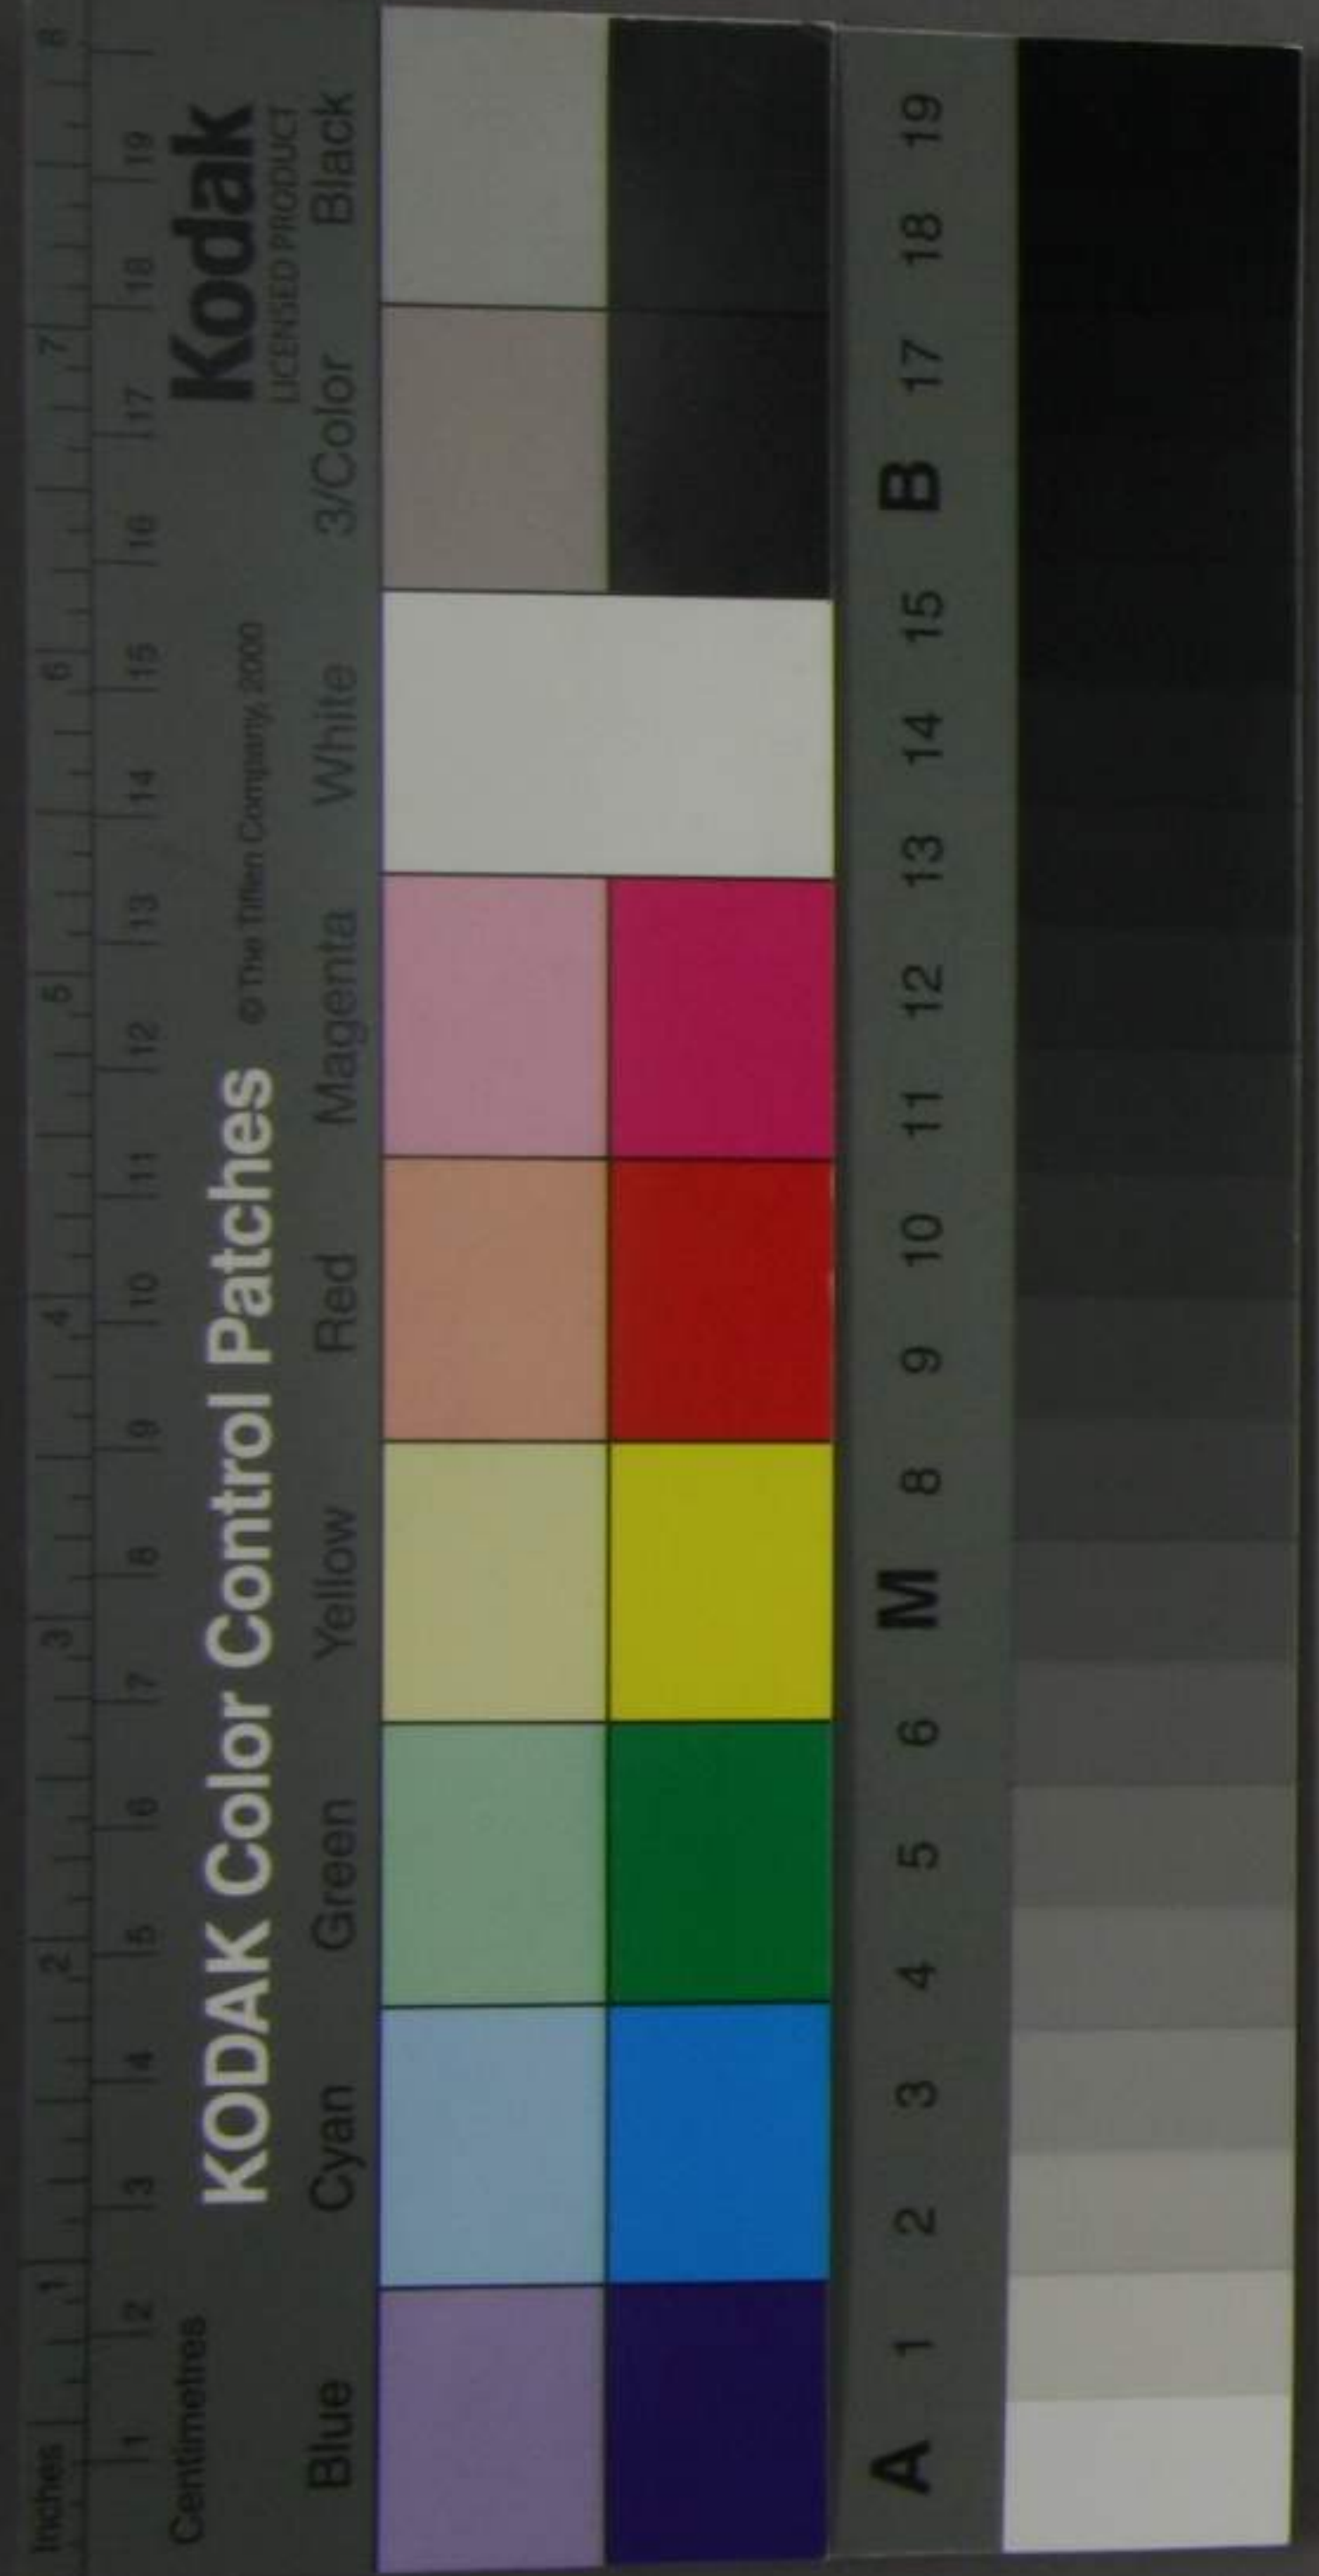 Inches 1 2 3 4 5 6 7 8
Centimetres 1 2 3 4 5 6 7 8 9 10 11 12 13 14 15 16 17 18 19
KODAK Color Control Patches © The Tiffen Company, 2000 Kodak
LICENSED PRODUCT
Blue Cyan Green Yellow Red Magenta White 3/Color Black
A 1 2 3 4 5 6 M 8 9 10 11 12 13 14 15 B 17 18 19